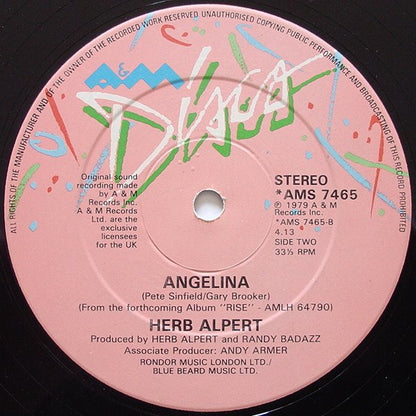 ALL RIGHTS OF THE MANUFACTURER AND OF THE OWNER OF THE RECORDED WORK RESERVED UNAUTHORISED COPYING PUBLIC PERFORMANCE AND BROADCASTING OF THIS RECORD PROHIBITED
A&M
Disco
Original sound
recording made
by A & M
Records Inc.
A & M Records
Ltd. are the
exclusive
licensees
for the UK
STEREO
*AMS 7465
℗ 1979 A & M
Records Inc.
*AMS 7465-B
4.13
SIDE TWO
33⅓ RPM
ANGELINA
(Pete Sinfield/Gary Brooker)
(From the forthcoming Album "RISE" - AMLH 64790)
HERB ALPERT
Produced by HERB ALPERT and RANDY BADAZZ
Associate Producer: ANDY ARMER
RONDOR MUSIC LONDON LTD./
BLUE BEARD MUSIC LTD.